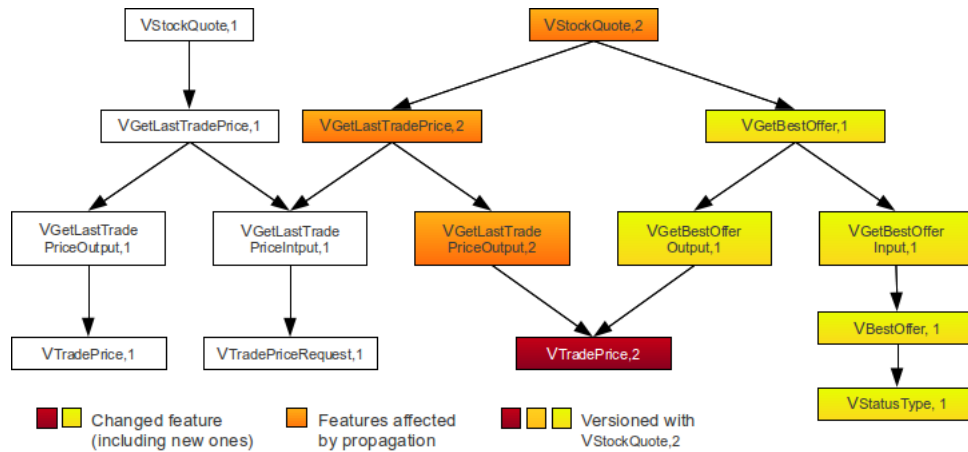 VStockQuote,1
VStockQuote,2
VGetLastTradePrice,1
VGetLastTradePrice,2
VGetBestOffer,1
VGetLastTrade
PriceOutput,1
VGetLastTrade
PriceIntput,1
VGetLastTrade
PriceOutput,2
VGetBestOffer
Output,1
VGetBestOffer
Input,1
VBestOffer, 1
VTradePrice,1
VTradePriceRequest,1
VTradePrice,2
VStatusType, 1
Changed feature
(including new ones)
Features affected
by propagation
Versioned with
VStockQuote,2